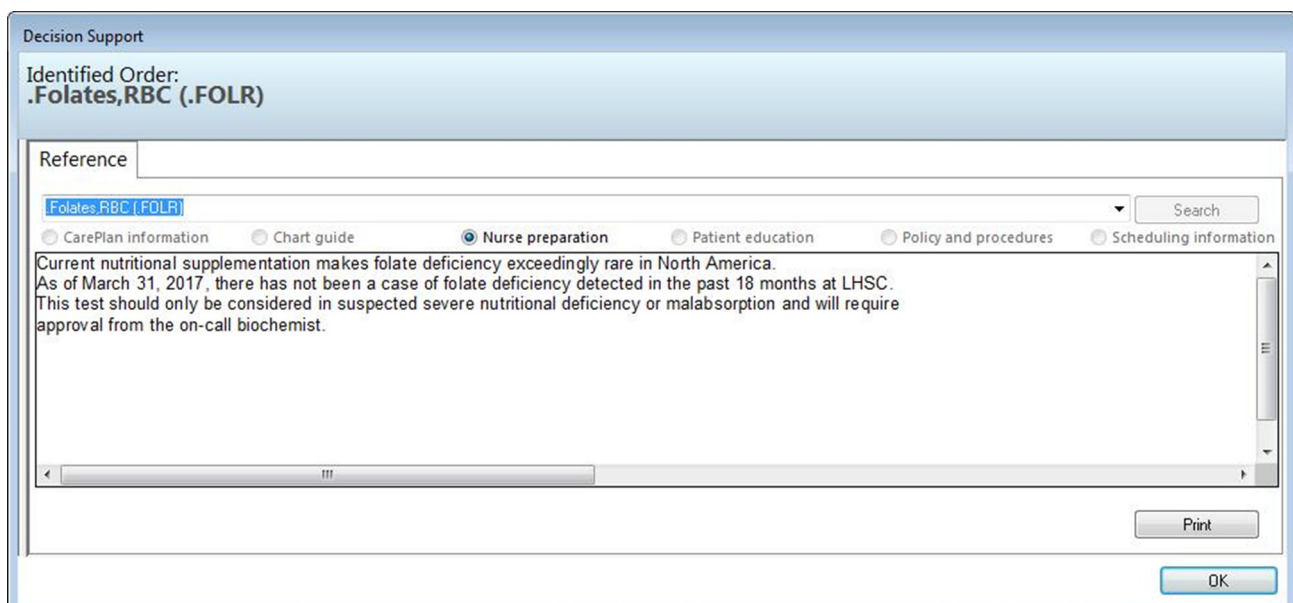 Decision Support
Identified Order:
.Folates,RBC (.FOLR)
Reference
.Folates,RBC (.FOLR)
Search
CarePlan information Chart guide Nurse preparation Patient education Policy and procedures Scheduling information
Current nutritional supplementation makes folate deficiency exceedingly rare in North America.
As of March 31, 2017, there has not been a case of folate deficiency detected in the past 18 months at LHSC.
This test should only be considered in suspected severe nutritional deficiency or malabsorption and will require
approval from the on-call biochemist.
Print
OK